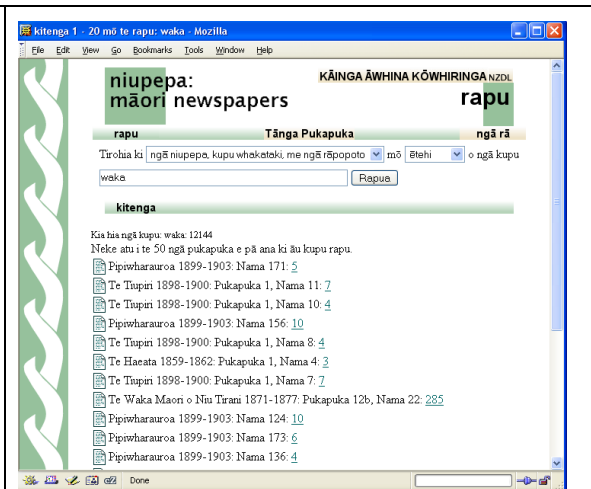 kitenga 1 - 20 mō te rapu: waka - Mozilla
File Edit View Go Bookmarks Tools Window Help
KĀINGA ĀWHINA KŌWHIRINGA NZDL
niupepa:
māori newspapers
rapu
rapu Tānga Pukapuka ngā rā
Tirohia ki ngā niupepa, kupu whakataki, me ngā rāpopoto mō ētehi o ngā kupu
waka Rapua
kitenga
Kia hia ngā kupu: waka: 12144
Neke atu i te 50 ngā pukapuka e pā ana ki āu kupu rapu.
Pipiwharauroa 1899-1903: Nama 171: 5
Te Tiupiri 1898-1900: Pukapuka 1, Nama 11: 7
Te Tiupiri 1898-1900: Pukapuka 1, Nama 10: 4
Pipiwharauroa 1899-1903: Nama 156: 10
Te Tiupiri 1898-1900: Pukapuka 1, Nama 8: 4
Te Haeata 1859-1862: Pukapuka 1, Nama 4: 3
Te Tiupiri 1898-1900: Pukapuka 1, Nama 7: 7
Te Waka Maori o Niu Tirani 1871-1877: Pukapuka 12b, Nama 22: 285
Pipiwharauroa 1899-1903: Nama 124: 10
Pipiwharauroa 1899-1903: Nama 173: 6
Pipiwharauroa 1899-1903: Nama 136: 4
Done